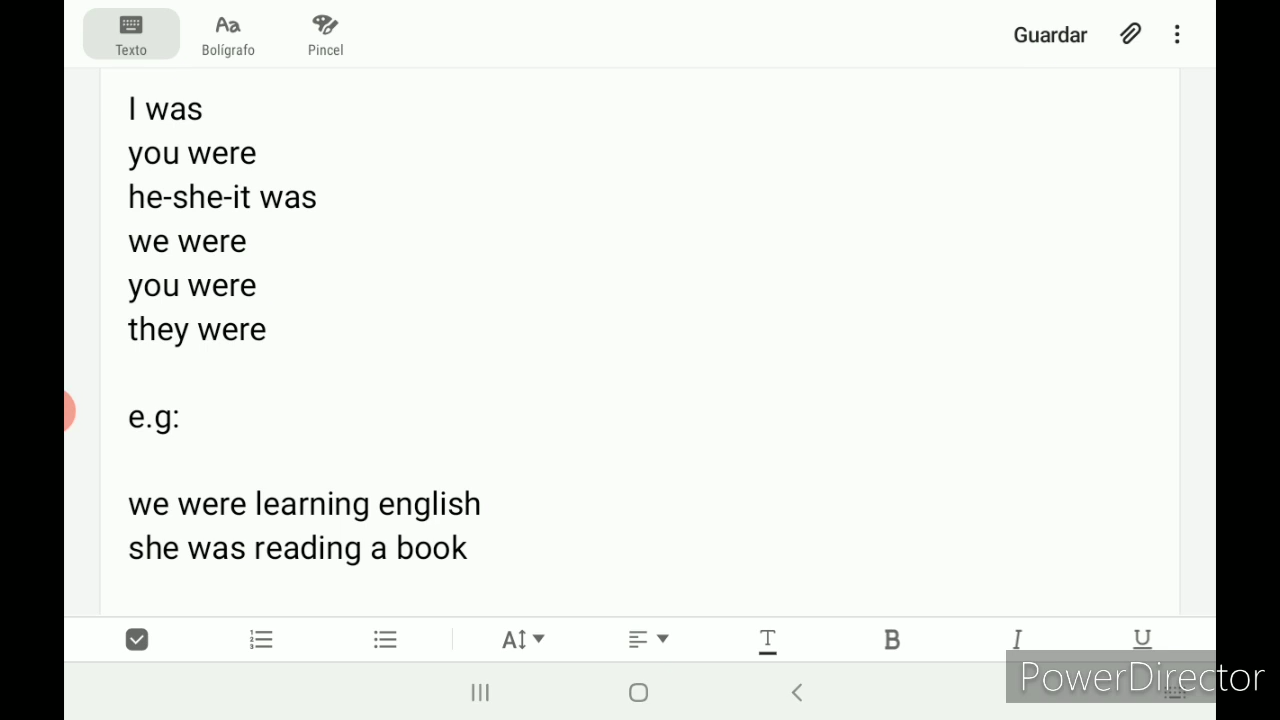 Texto
Bolígrafo
Pincel
Guardar
I was
you were
he-she-it was
we were
you were
they were
e.g:
we were learning english
she was reading a book
PowerDirector